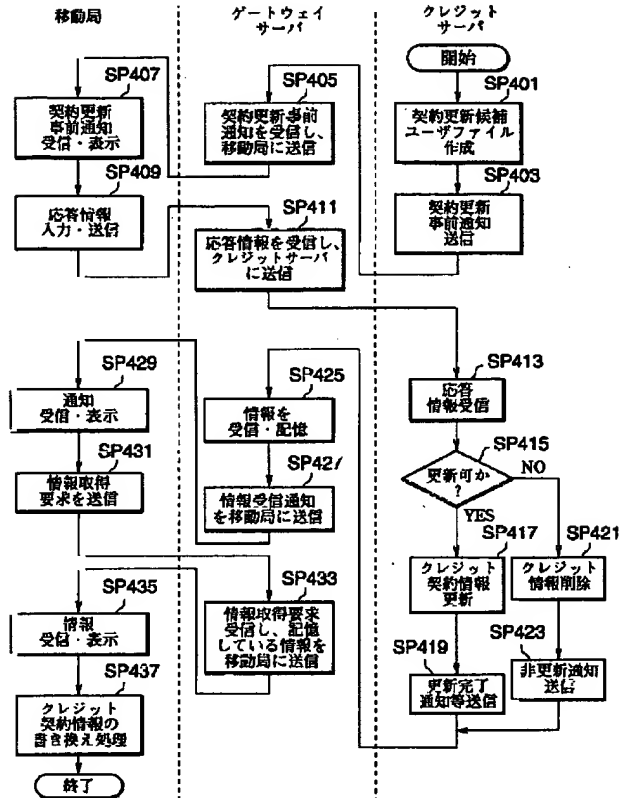 移動局
ゲートウェイ
サーバ
クレジット
サーバ
開始
SP401
契約更新候補
ユーザファイル
作成
SP403
契約更新
事前通知
送信
SP405
契約更新事前
通知を受信し、
移動局に送信
SP407
契約更新
事前通知
受信・表示
SP409
応答情報
入力・送信
SP411
応答情報を受信し、
クレジットサーバ
に送信
SP413
応答
情報受信
SP415
更新可か
?
NO
YES
SP417
クレジット
契約情報
更新
SP421
クレジット
情報削除
SP419
更新完了
通知等送信
SP423
非更新通知
送信
SP425
情報を
受信・記憶
SP427
情報受信通知
を移動局に送信
SP429
通知
受信・表示
SP431
情報取得
要求を送信
SP433
情報取得要求
受信し、記憶
している情報を
移動局に送信
SP435
情報
受信・表示
SP437
クレジット
契約情報の
書き換え処理
終了